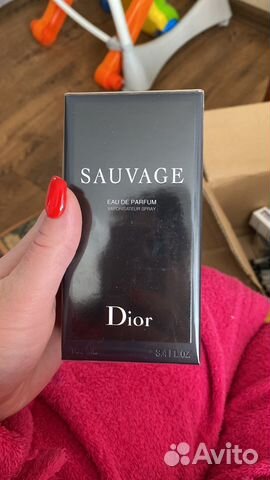 SAUVAGE
EAU DE PARFUM
VAPORISATEUR SPRAY
Dior
3.4 FL.OZ
Avito